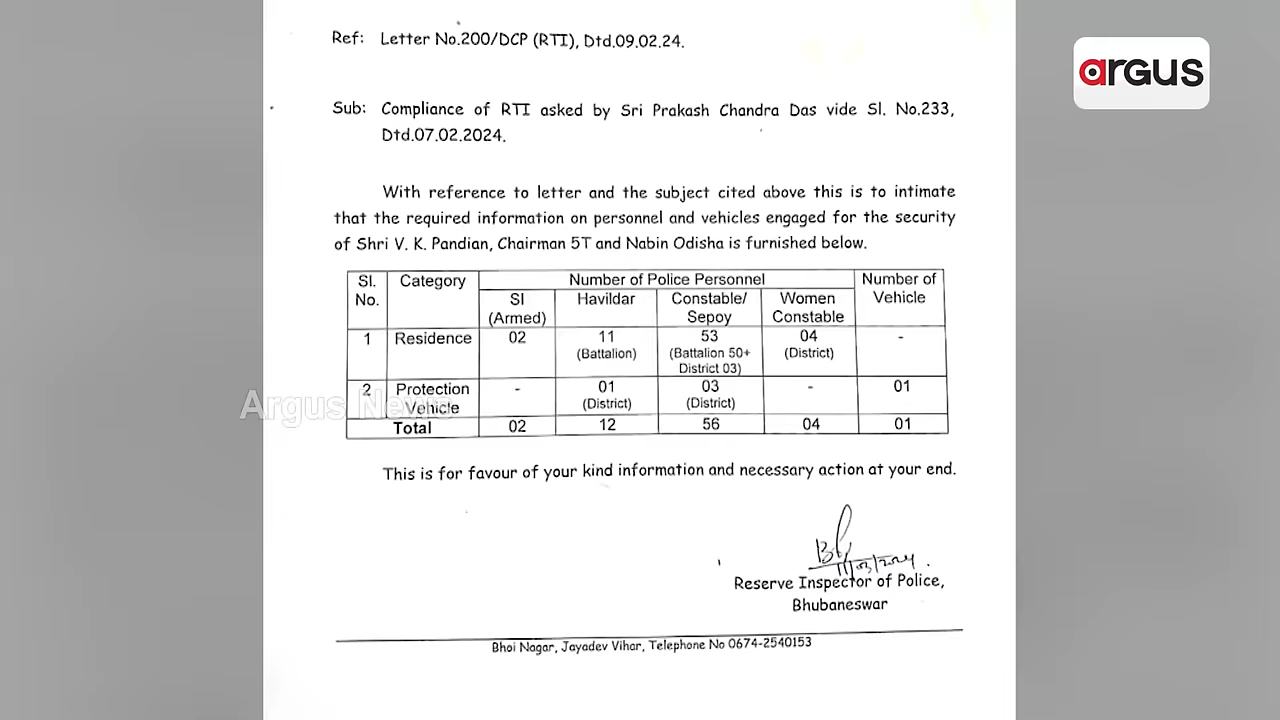 Ref: Letter No.200/DCP (RTI), Dtd.09.02.24.
argus
Sub: Compliance of RTI asked by Sri Prakash Chandra Das vide Sl. No.233,
Dtd.07.02.2024.
With reference to letter and the subject cited above this is to intimate
that the required information on personnel and vehicles engaged for the security
of Shri V. K. Pandian, Chairman 5T and Nabin Odisha is furnished below.
Sl. No. Category Number of Police Personnel Number of Vehicle
SI (Armed) Havildar Constable/ Sepoy Women Constable
1 Residence 02 11 (Battalion) 53 (Battalion 50+ District 03) 04 (District) -
2 Protection Vehicle - 01 (District) 03 (District) - 01
Argus News
Total 02 12 56 04 01
This is for favour of your kind information and necessary action at your end.
11/03/2024
Reserve Inspector of Police,
Bhubaneswar
Bhoi Nagar, Jayadev Vihar, Telephone No 0674-2540153